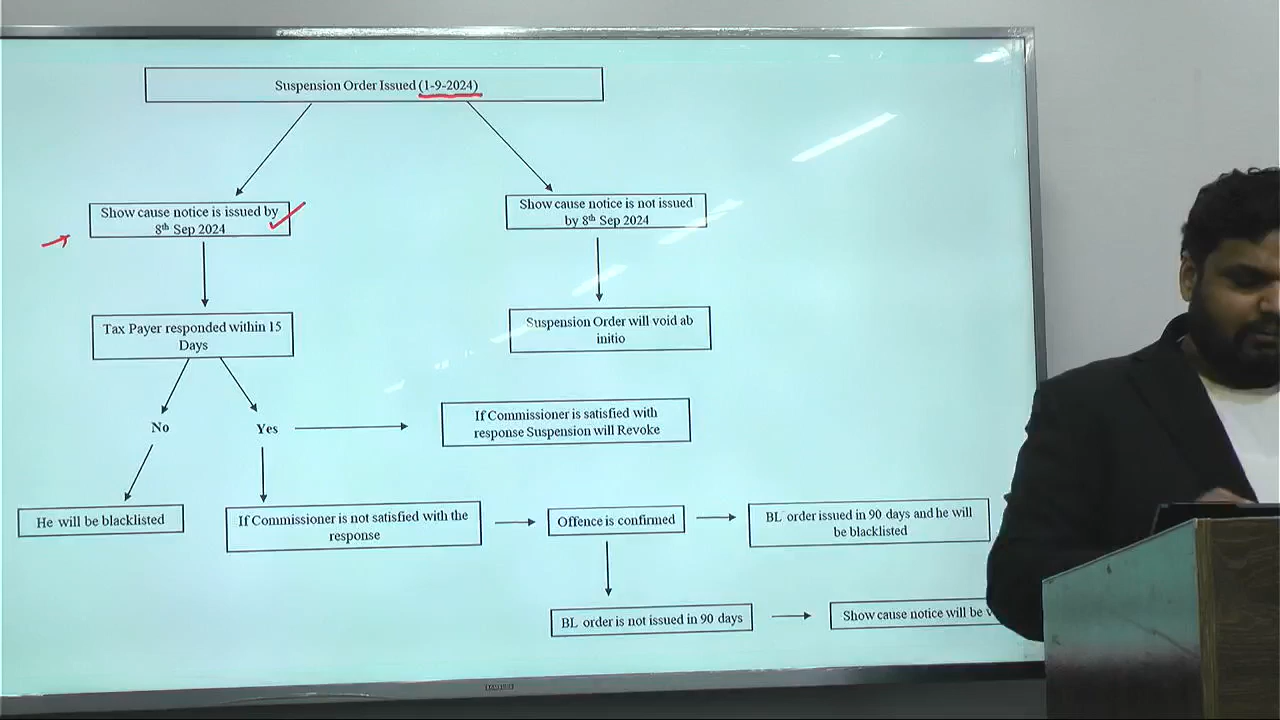 Suspension Order Issued (1-9-2024)
Show cause notice is issued by
8th Sep 2024
Show cause notice is not issued
by 8th Sep 2024
Tax Payer responded within 15
Days
Suspension Order will void ab
initio
No
Yes
If Commissioner is satisfied with
response Suspension will Revoke
He will be blacklisted
If Commissioner is not satisfied with the
response
Offence is confirmed
BL order issued in 90 days and he will
be blacklisted
BL order is not issued in 90 days
Show cause notice will be
SAMSUNG